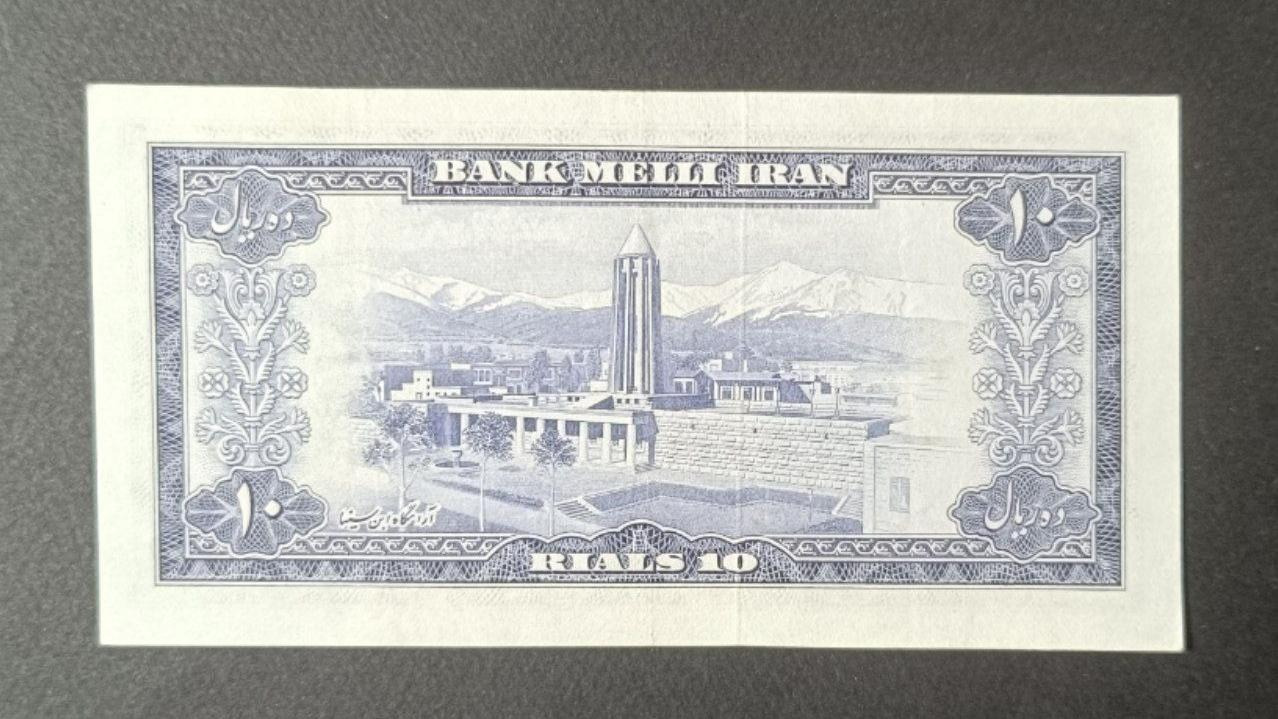 BANK MELLI IRAN
ده ریال
۱۰
۱۰
آرامگاه ابن سینا
ده ریال
RIALS 10